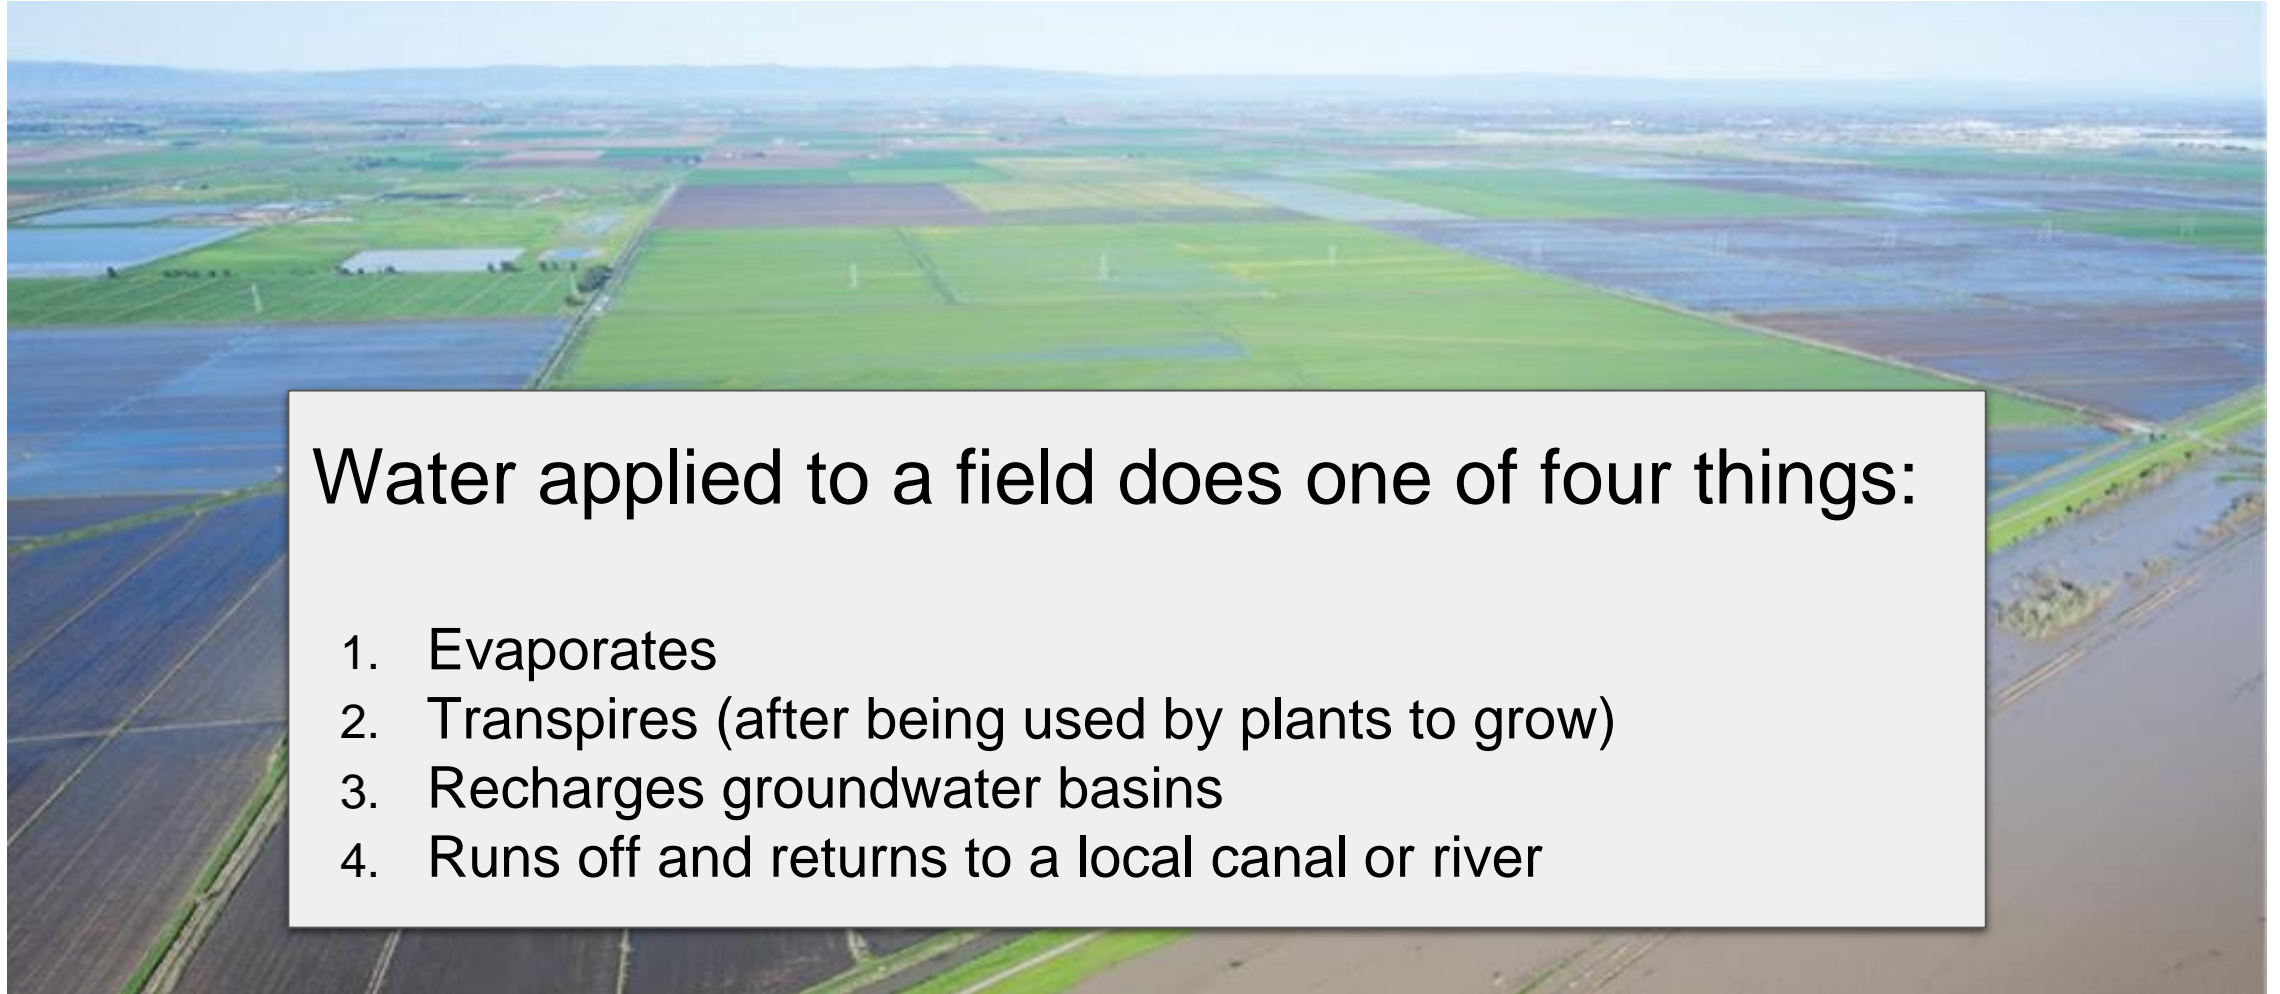 Water applied to a field does one of four things:
1. Evaporates
2. Transpires (after being used by plants to grow)
3. Recharges groundwater basins
4. Runs off and returns to a local canal or river